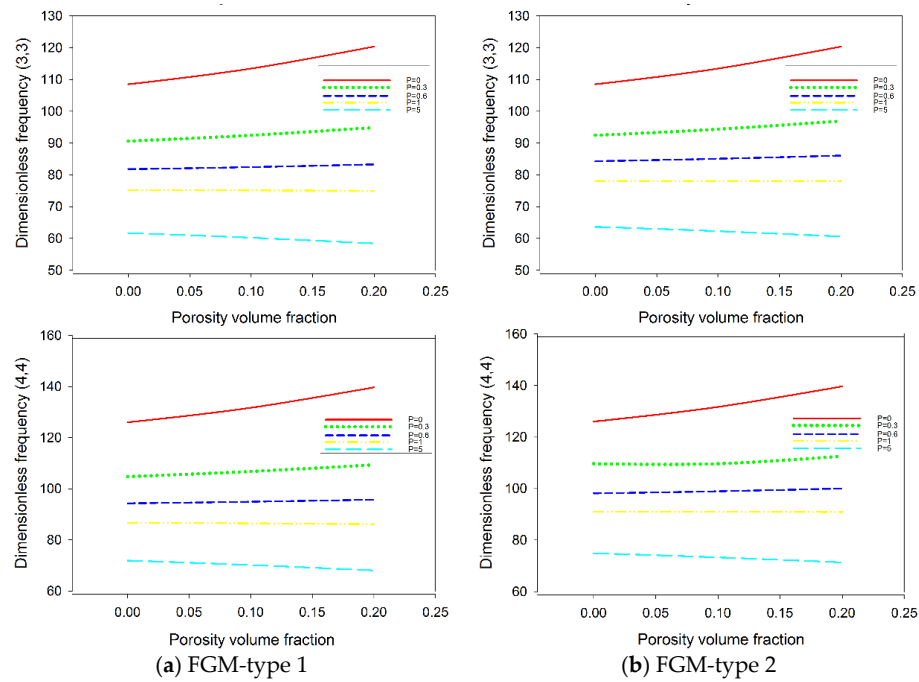 130
120
110
100
90
80
70
60
50
Dimensionless frequency (3,3)
P=0
P=0.3
P=0.6
P=1
P=5
0.00 0.05 0.10 0.15 0.20 0.25
Porosity volume fraction
130
120
110
100
90
80
70
60
50
Dimensionless frequency (3,3)
P=0
P=0.3
P=0.6
P=1
P=5
0.00 0.05 0.10 0.15 0.20 0.25
Porosity volume fraction
160
140
120
100
80
60
Dimensionless frequency (4,4)
P=0
P=0.3
P=0.6
P=1
P=5
0.00 0.05 0.10 0.15 0.20 0.25
Porosity volume fraction
(a) FGM-type 1
160
140
120
100
80
60
Dimensionless frequency (4,4)
P=0
P=0.3
P=0.6
P=1
P=5
0.00 0.05 0.10 0.15 0.20 0.25
Porosity volume fraction
(b) FGM-type 2